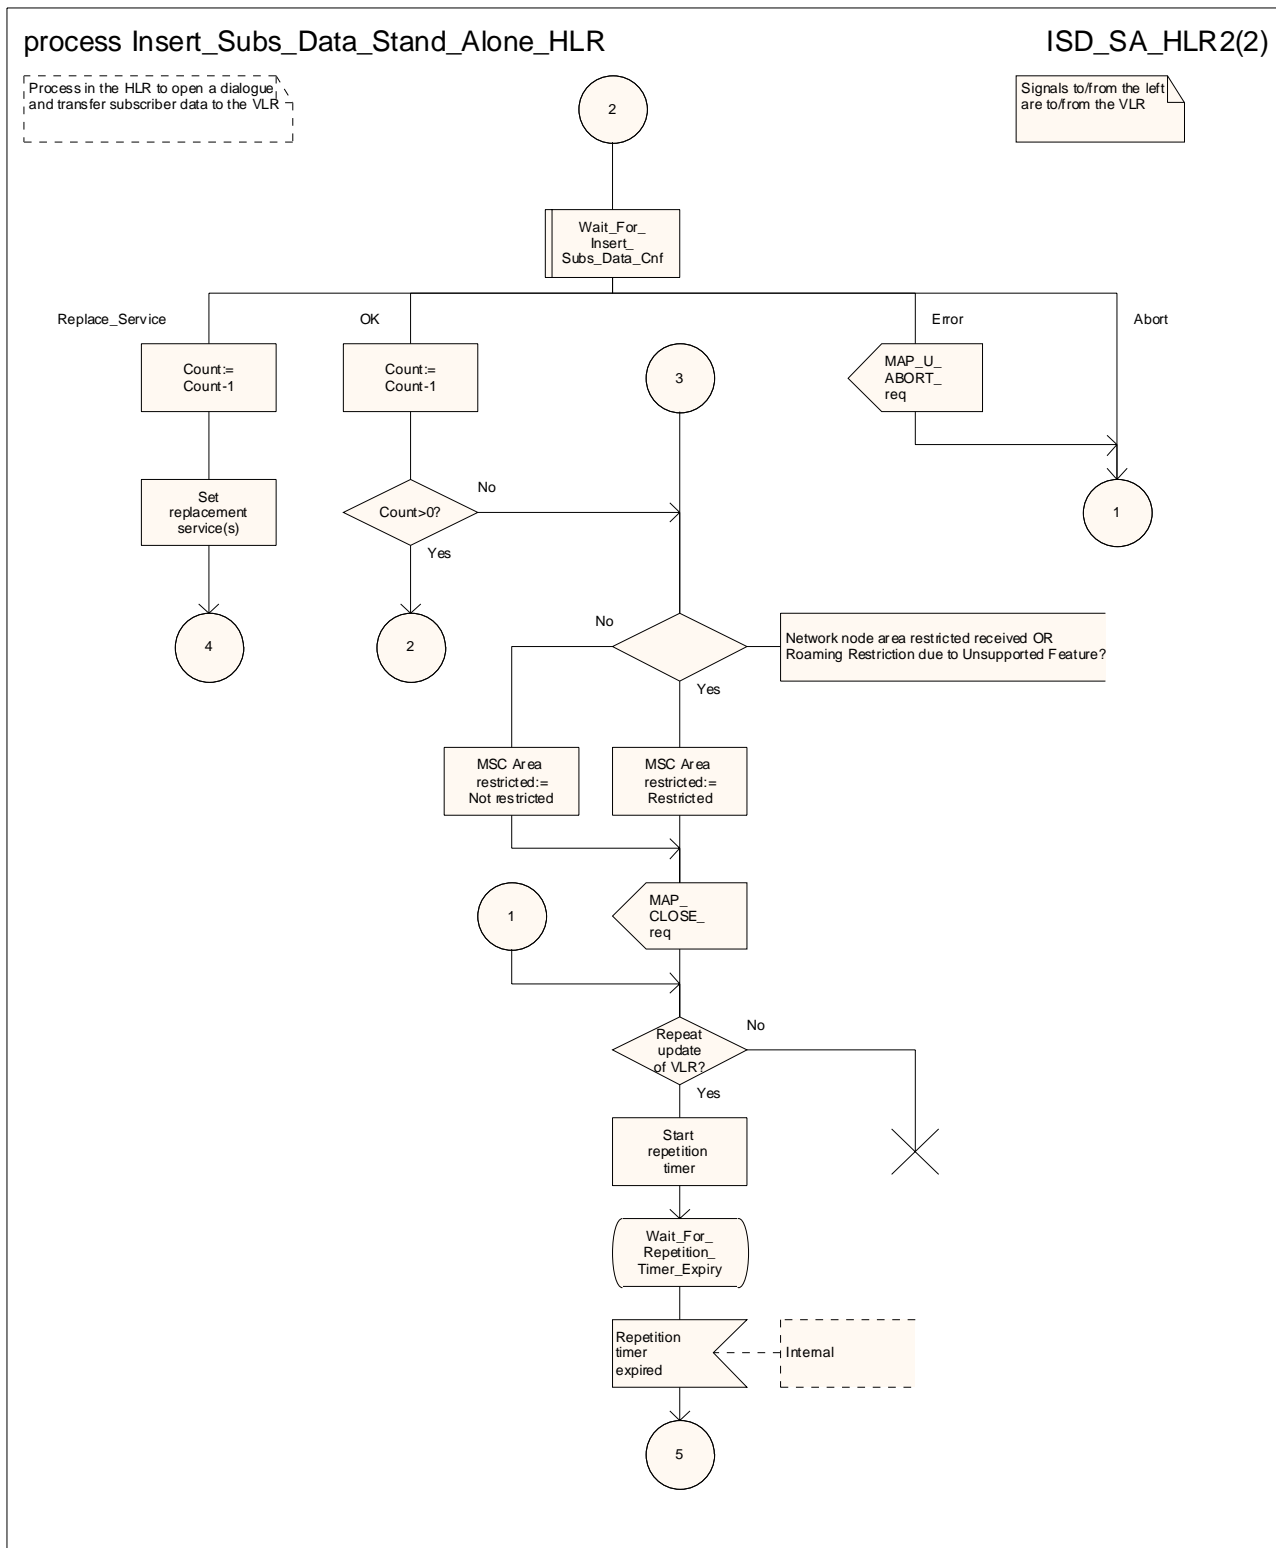 process Insert_Subs_Data_Stand_Alone_HLR
ISD_SA_HLR2(2)
Process in the HLR to open a dialogue
and transfer subscriber data to the VLR
2
Signals to/from the left
are to/from the VLR
Wait_For_
Insert_
Subs_Data_Cnf
Replace_Service
OK
Error
Abort
Count:=
Count-1
Count:=
Count-1
3
MAP_U_
ABORT_
req
Set
replacement
service(s)
Count>0?
No
Yes
1
4
2
No
Network node area restricted received OR
Roaming Restriction due to Unsupported Feature?
Yes
MSC Area
restricted:=
Not restricted
MSC Area
restricted:=
Restricted
1
MAP_
CLOSE_
req
Repeat
update
of VLR?
No
Yes
Start
repetition
timer
Wait_For_
Repetition_
Timer_Expiry
Repetition
timer
expired
Internal
5